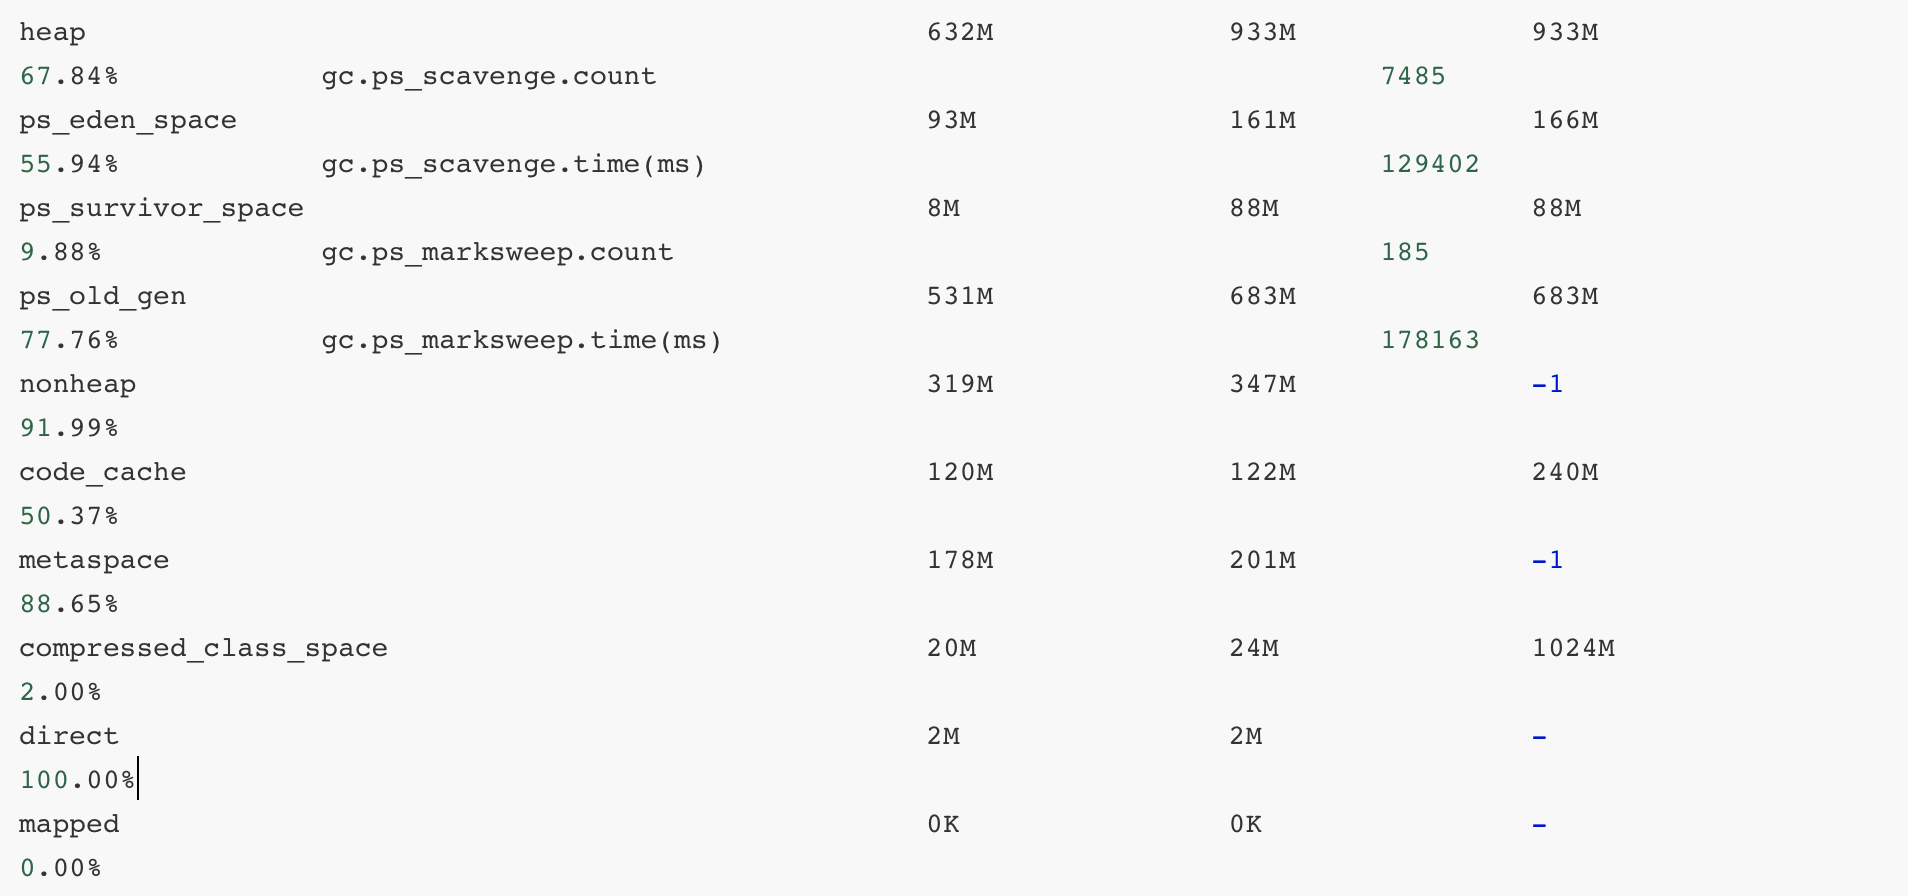 heap 632M 933M 933M
67.84% gc.ps_scavenge.count 7485
ps_eden_space 93M 161M 166M
55.94% gc.ps_scavenge.time(ms) 129402
ps_survivor_space 8M 88M 88M
9.88% gc.ps_marksweep.count 185
ps_old_gen 531M 683M 683M
77.76% gc.ps_marksweep.time(ms) 178163
nonheap 319M 347M -1
91.99%
code_cache 120M 122M 240M
50.37%
metaspace 178M 201M -1
88.65%
compressed_class_space 20M 24M 1024M
2.00%
direct 2M 2M -
100.00%
mapped 0K 0K -
0.00%